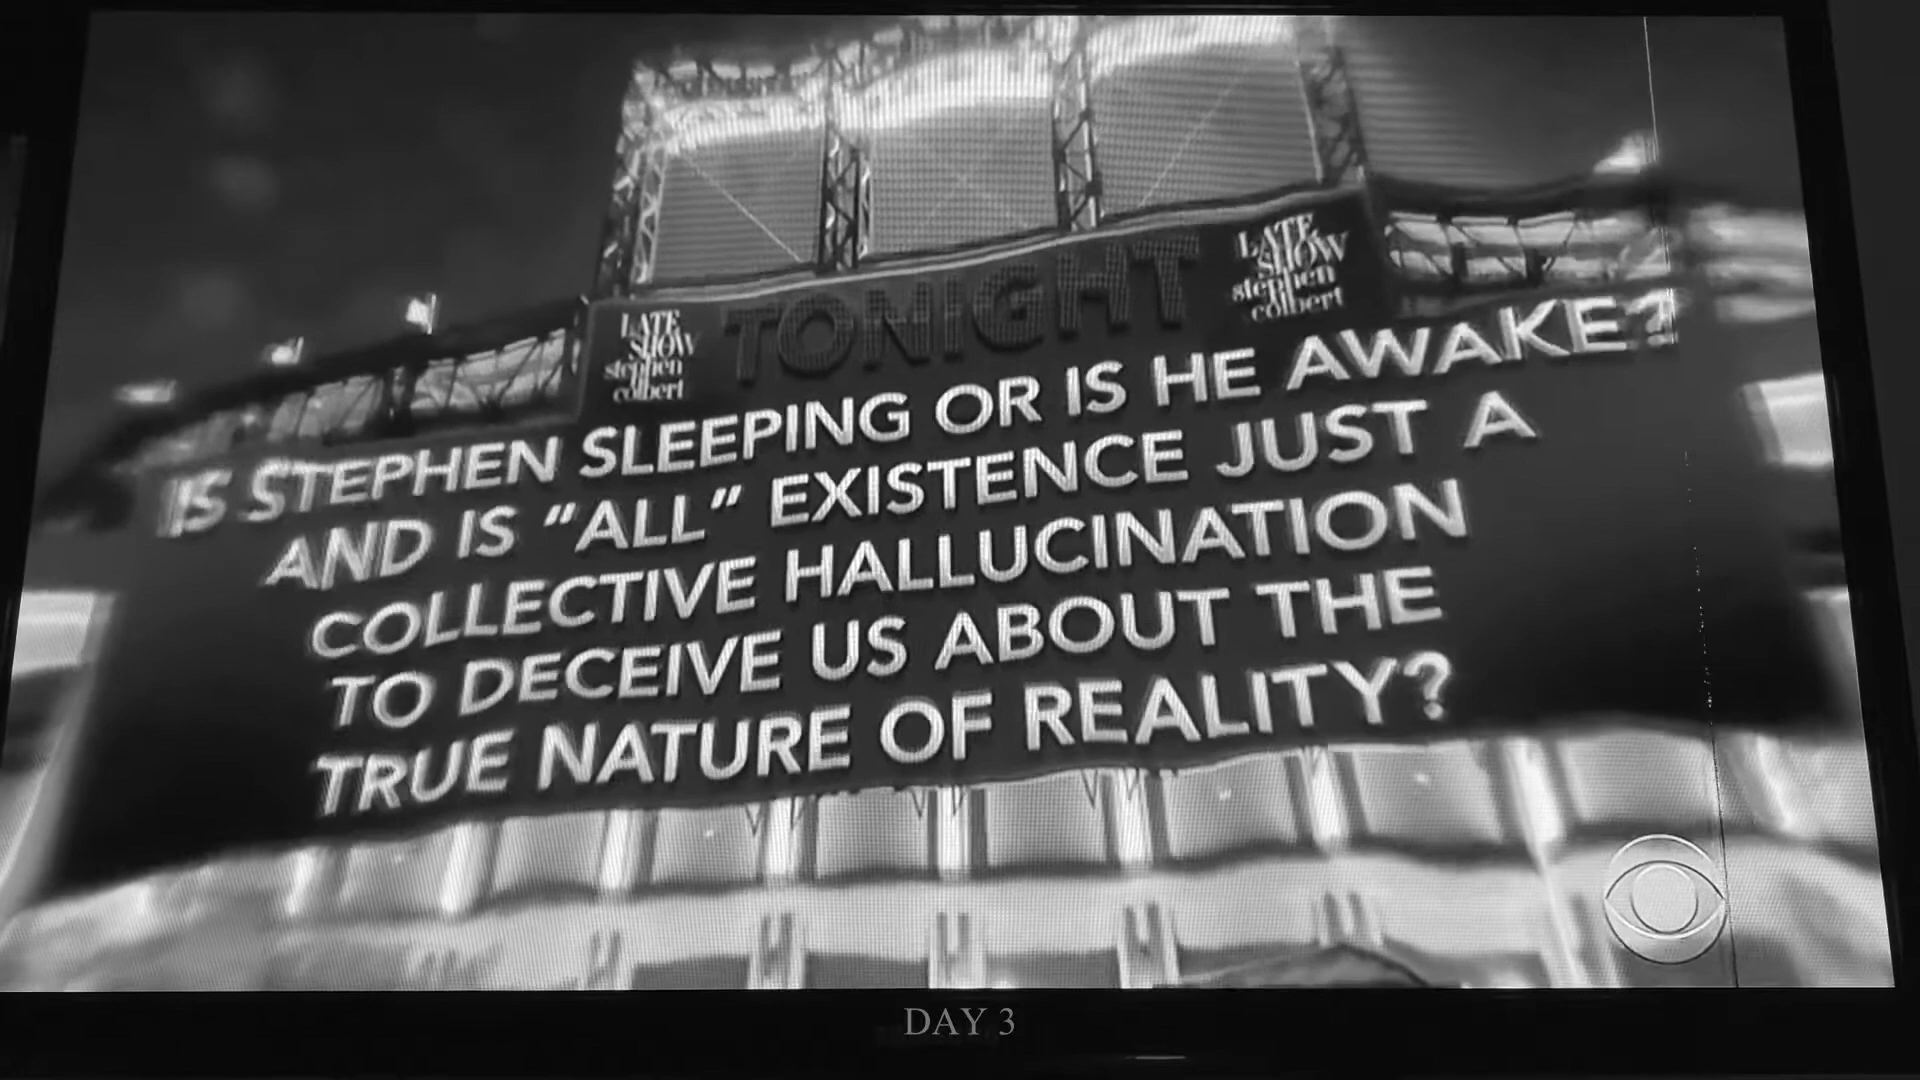 TONIGHT
LATE
SHOW
stephen
colbert
LATE
SHOW
stephen
colbert
IS STEPHEN SLEEPING OR IS HE AWAKE?
AND IS "ALL" EXISTENCE JUST A
COLLECTIVE HALLUCINATION
TO DECEIVE US ABOUT THE
TRUE NATURE OF REALITY?
DAY 3